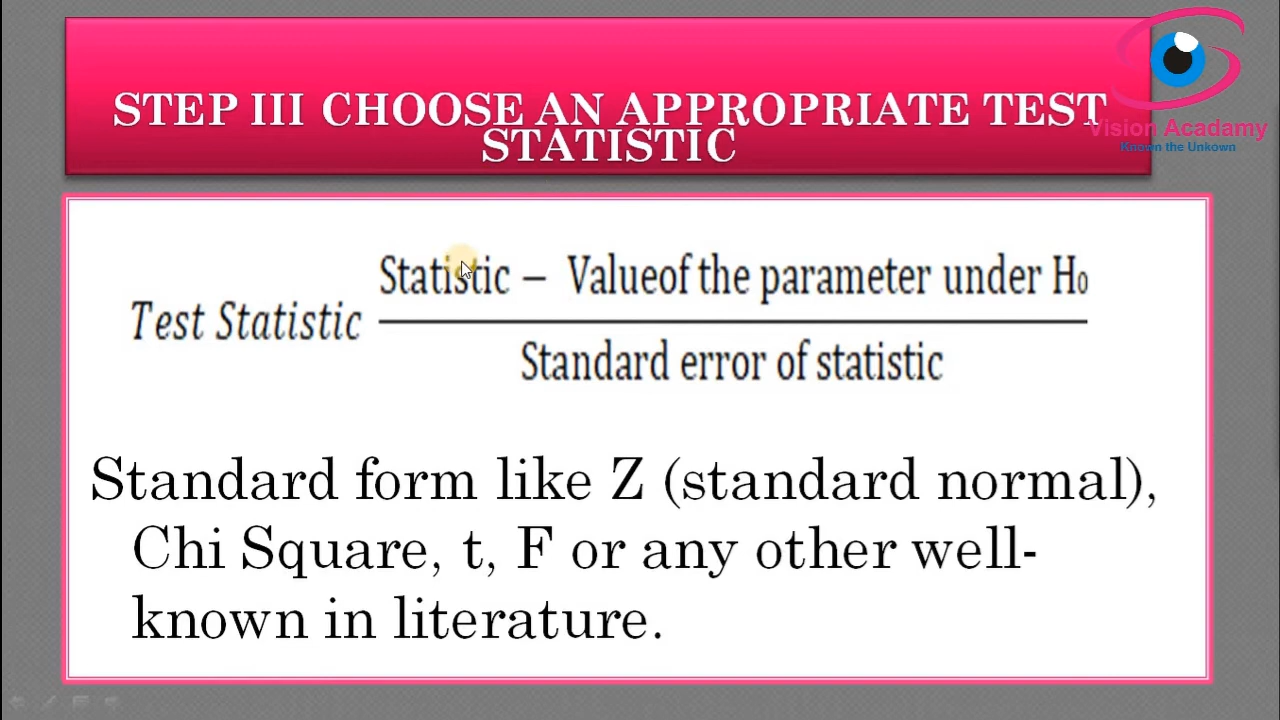 STEP III CHOOSE AN APPROPRIATE TEST
STATISTIC
Vision Acadamy
Known the Unkown
Statistic – Valueof the parameter under H₀
Test Statistic
Standard error of statistic
Standard form like Z (standard normal),
Chi Square, t, F or any other well-
known in literature.